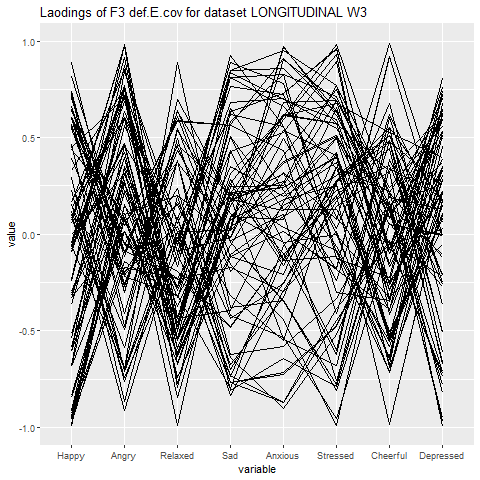 Laodings of F3 def.E.cov for dataset LONGITUDINAL W3
1.0
0.5
0.0
-0.5
-1.0
value
Happy Angry Relaxed Sad Anxious Stressed Cheerful Depressed
variable